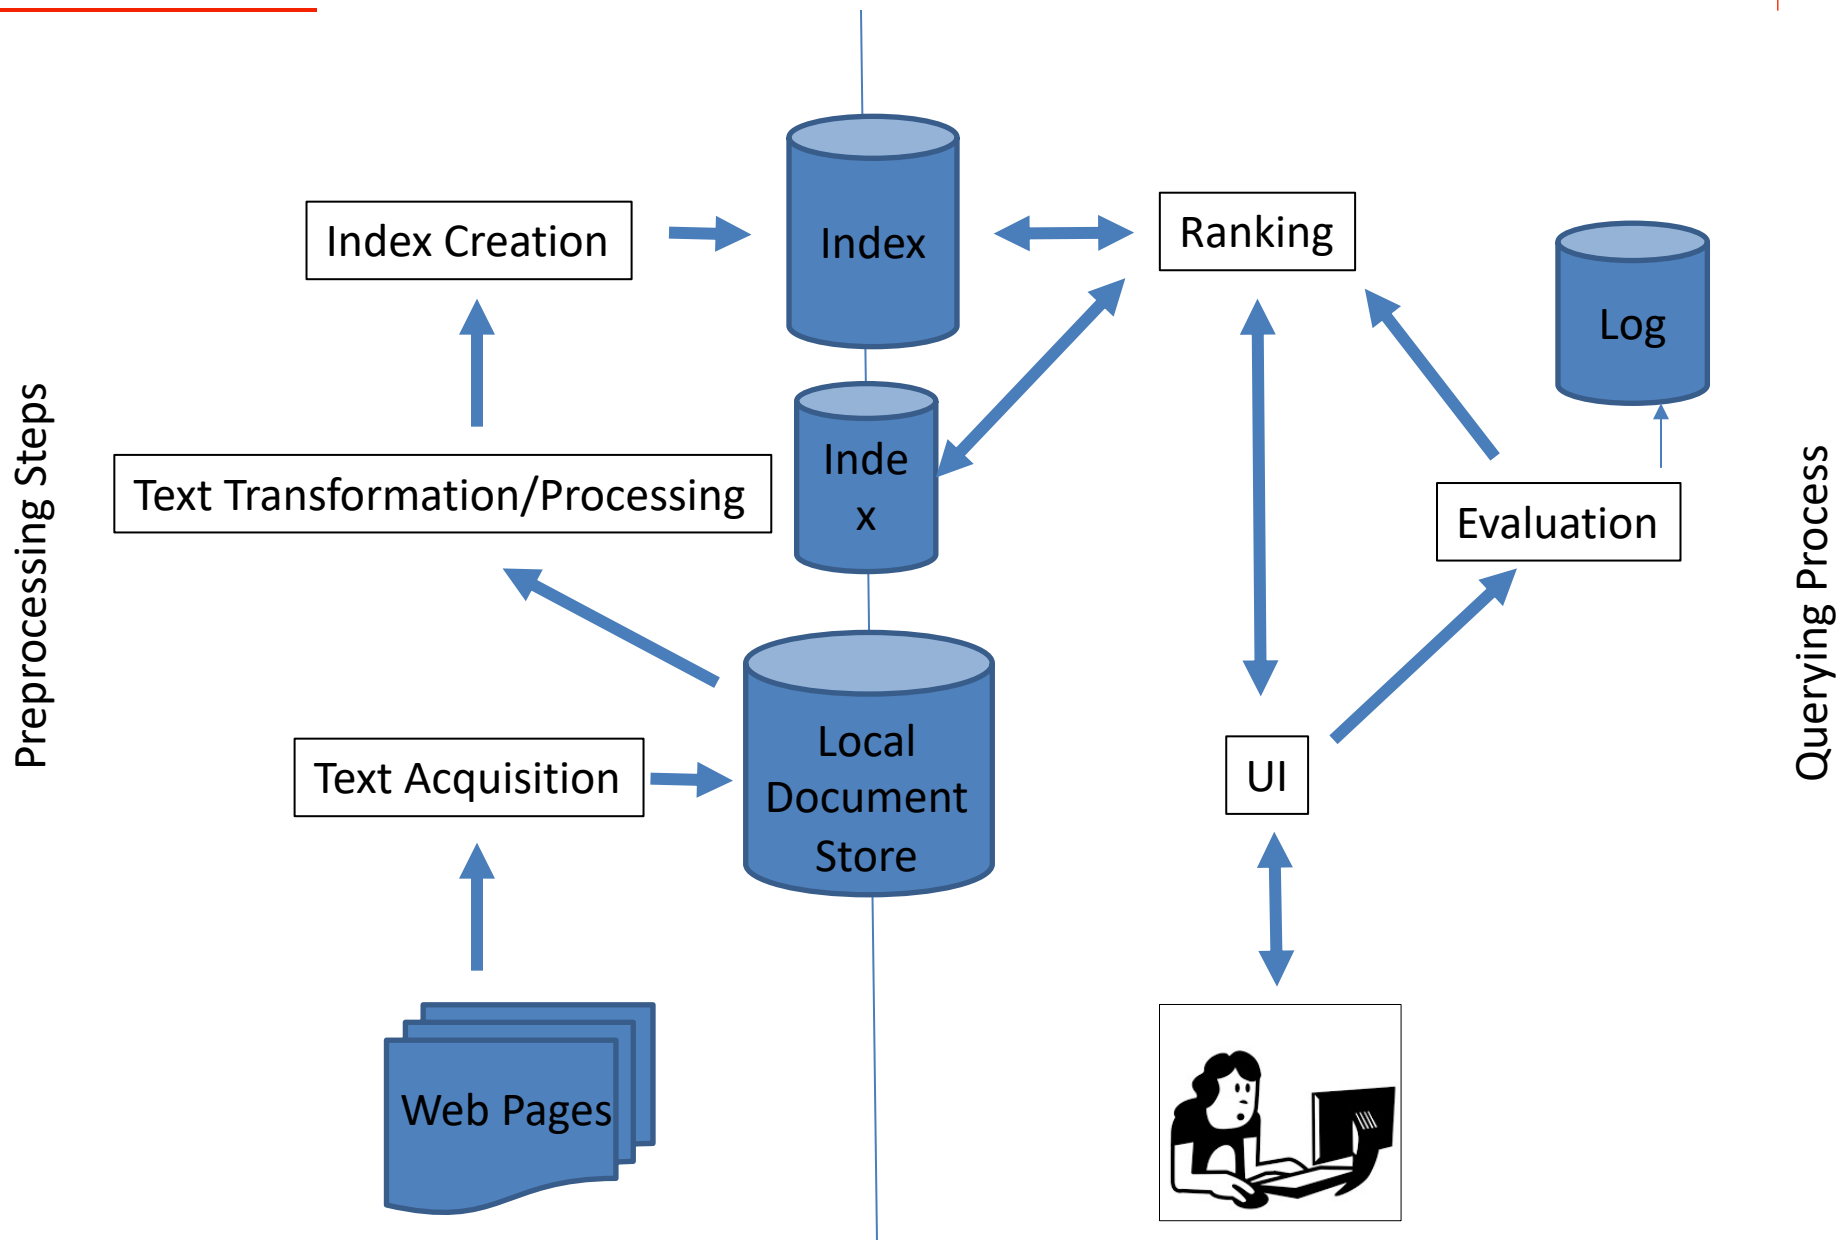 Index Creation
Index
Ranking
Log
Inde
x
Text Transformation/Processing
Evaluation
Preprocessing Steps
Querying Process
Local
Document
Store
Text Acquisition
UI
Web Pages